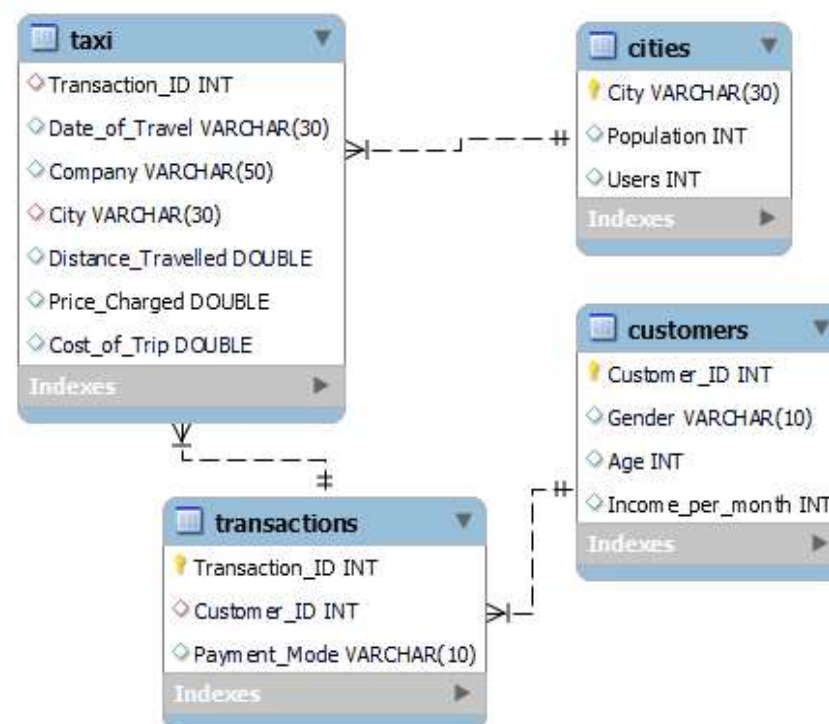 taxi
Transaction_ID INT
Date_of_Travel VARCHAR(30)
Company VARCHAR(50)
City VARCHAR(30)
Distance_Travelled DOUBLE
Price_Charged DOUBLE
Cost_of_Trip DOUBLE
Indexes
cities
City VARCHAR(30)
Population INT
Users INT
Indexes
customers
Customer_ID INT
Gender VARCHAR(10)
Age INT
Income_per_month INT
Indexes
transactions
Transaction_ID INT
Customer_ID INT
Payment_Mode VARCHAR(10)
Indexes